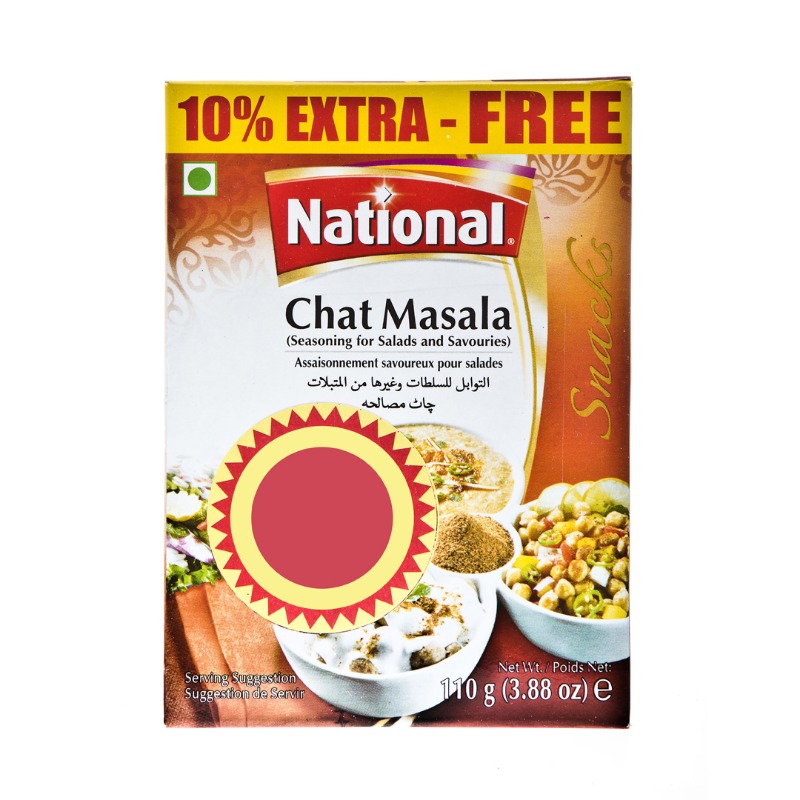 10% EXTRA - FREE
National®
Snacks
Chat Masala
(Seasoning for Salads and Savouries)
Assaisonnement savoureux pour salades
التوابل للسلطات وغيرها من المتبلات
چاٹ مصالحہ
Serving Suggestion
Suggestion de Servir
Net Wt. / Poids Net:
110 g (3.88 oz) ℮